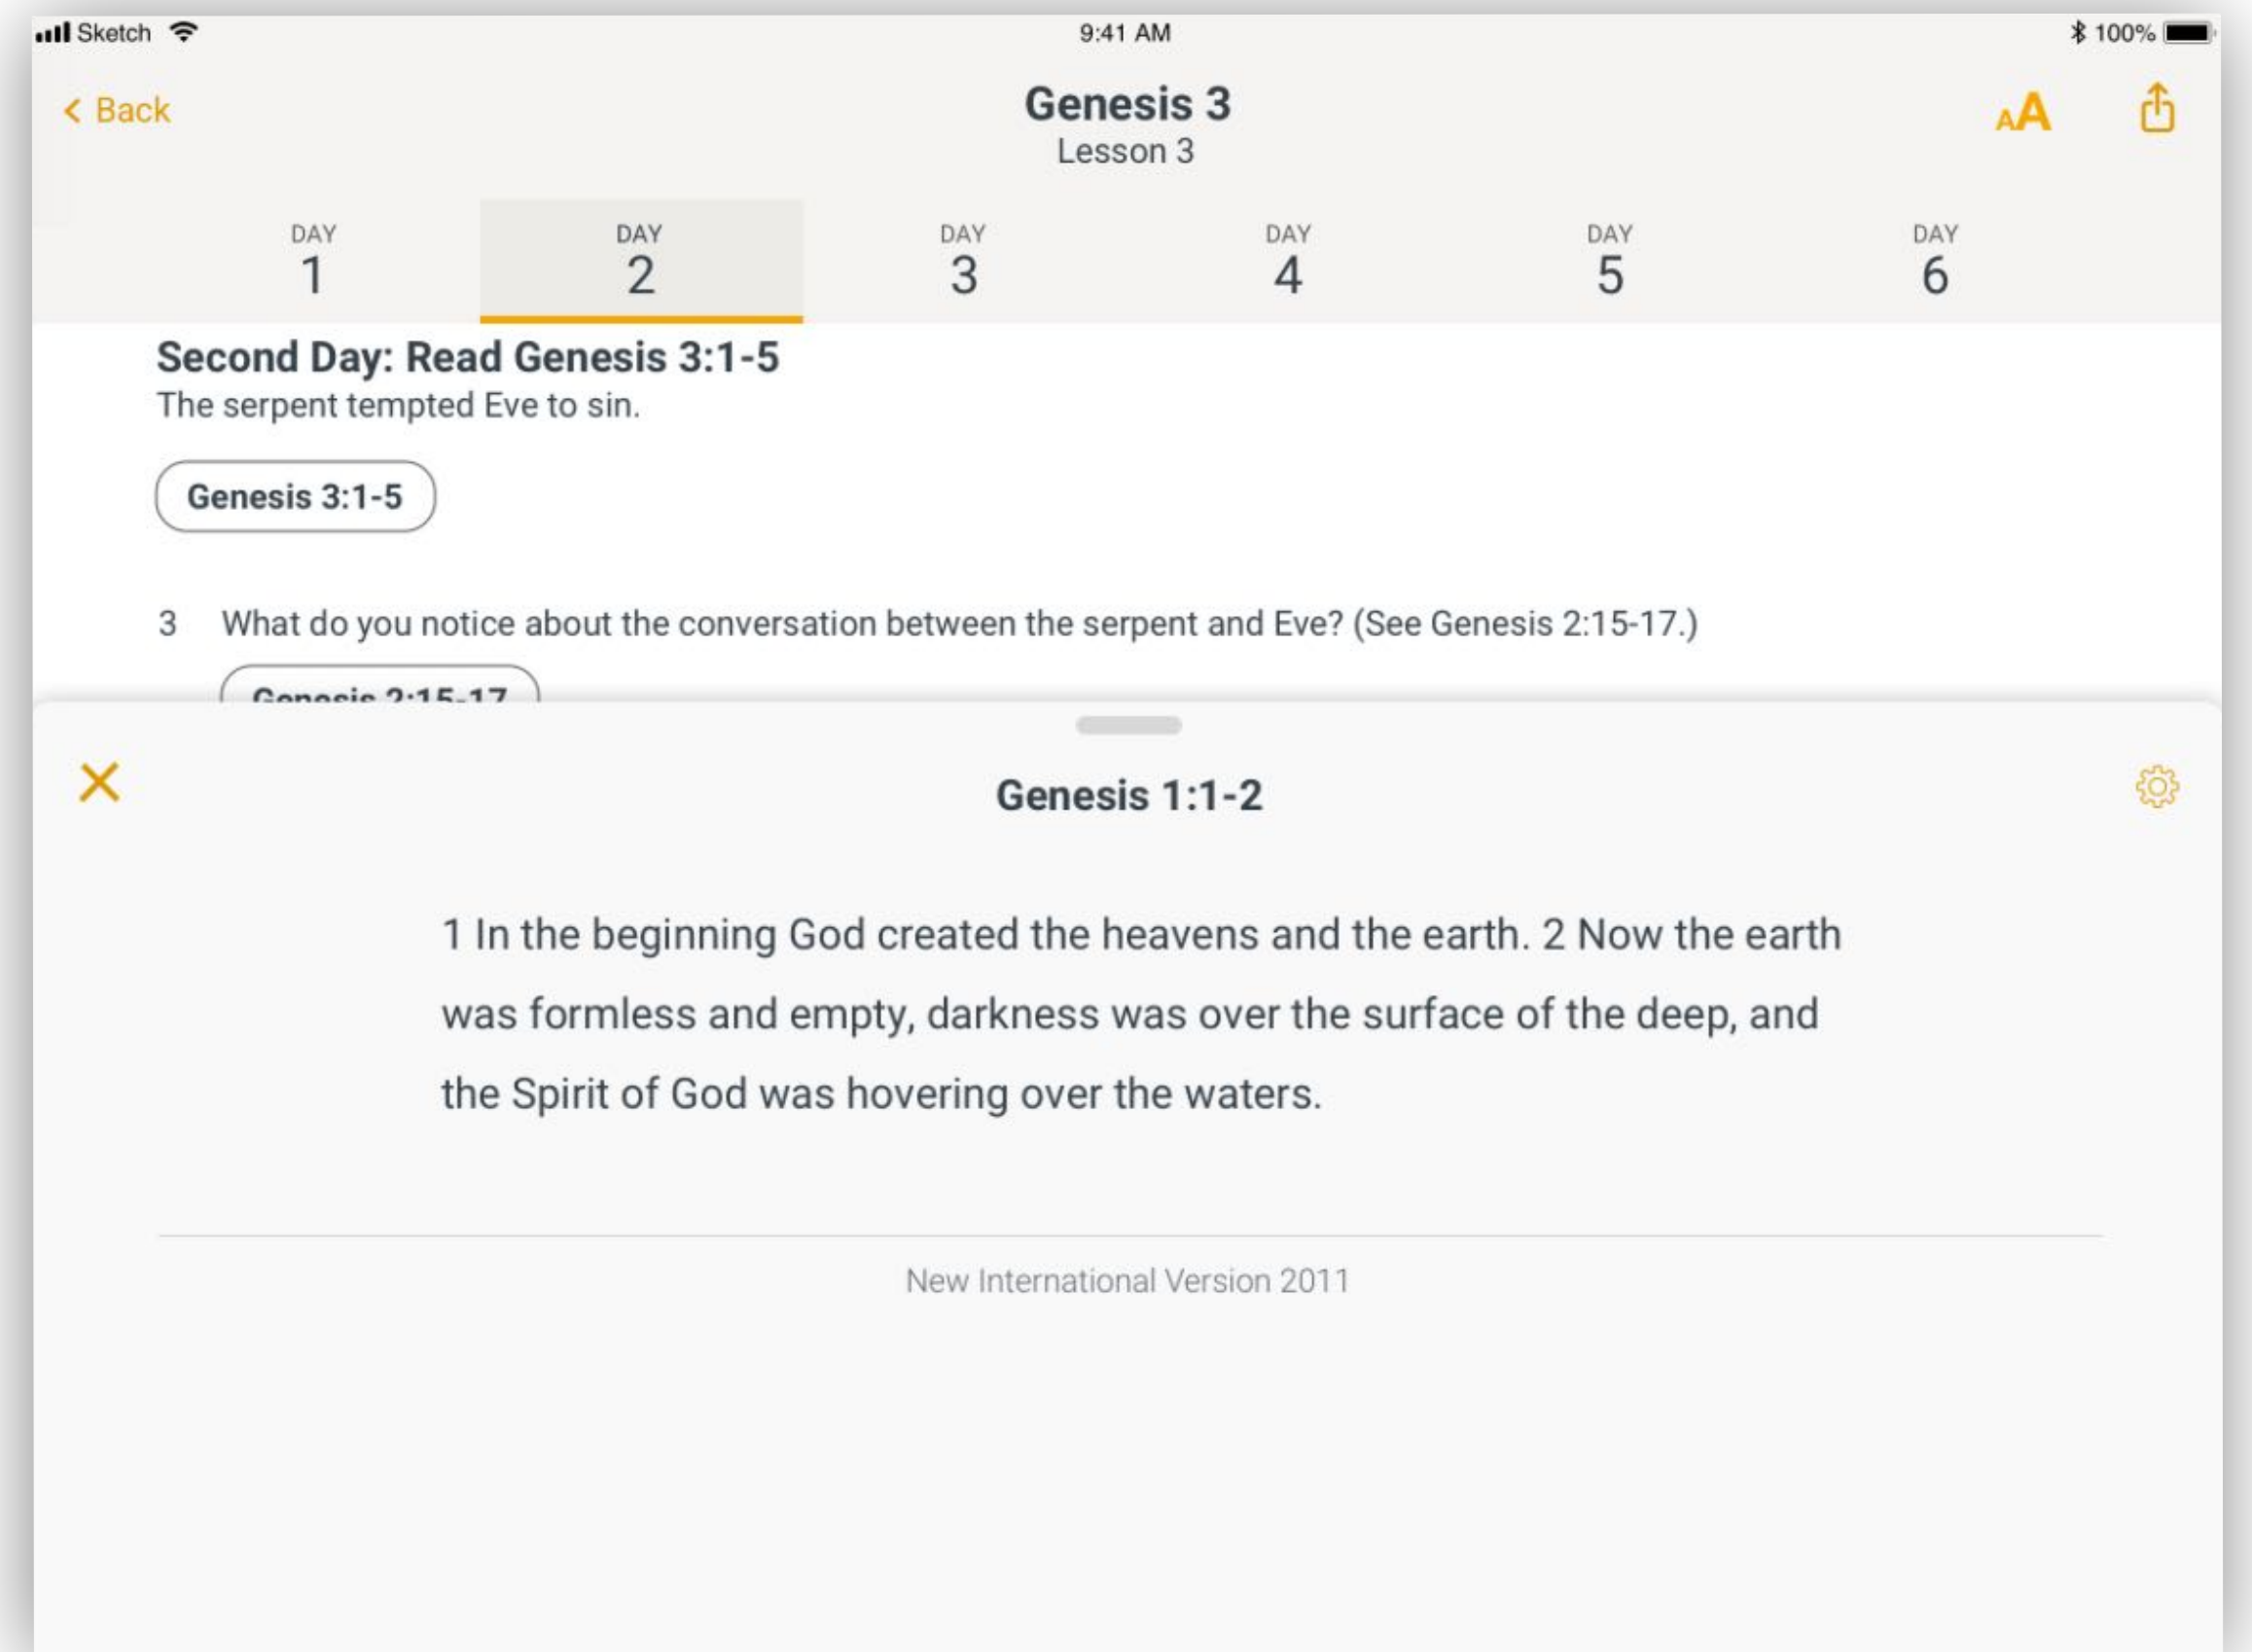 Sketch 9:41 AM 100%
Back Genesis 3 AA
Lesson 3
DAY DAY DAY DAY DAY DAY
1 2 3 4 5 6
Second Day: Read Genesis 3:1-5
The serpent tempted Eve to sin.
Genesis 3:1-5
3 What do you notice about the conversation between the serpent and Eve? (See Genesis 2:15-17.)
Genesis 2:15-17
Genesis 1:1-2
1 In the beginning God created the heavens and the earth. 2 Now the earth
was formless and empty, darkness was over the surface of the deep, and
the Spirit of God was hovering over the waters.
New International Version 2011